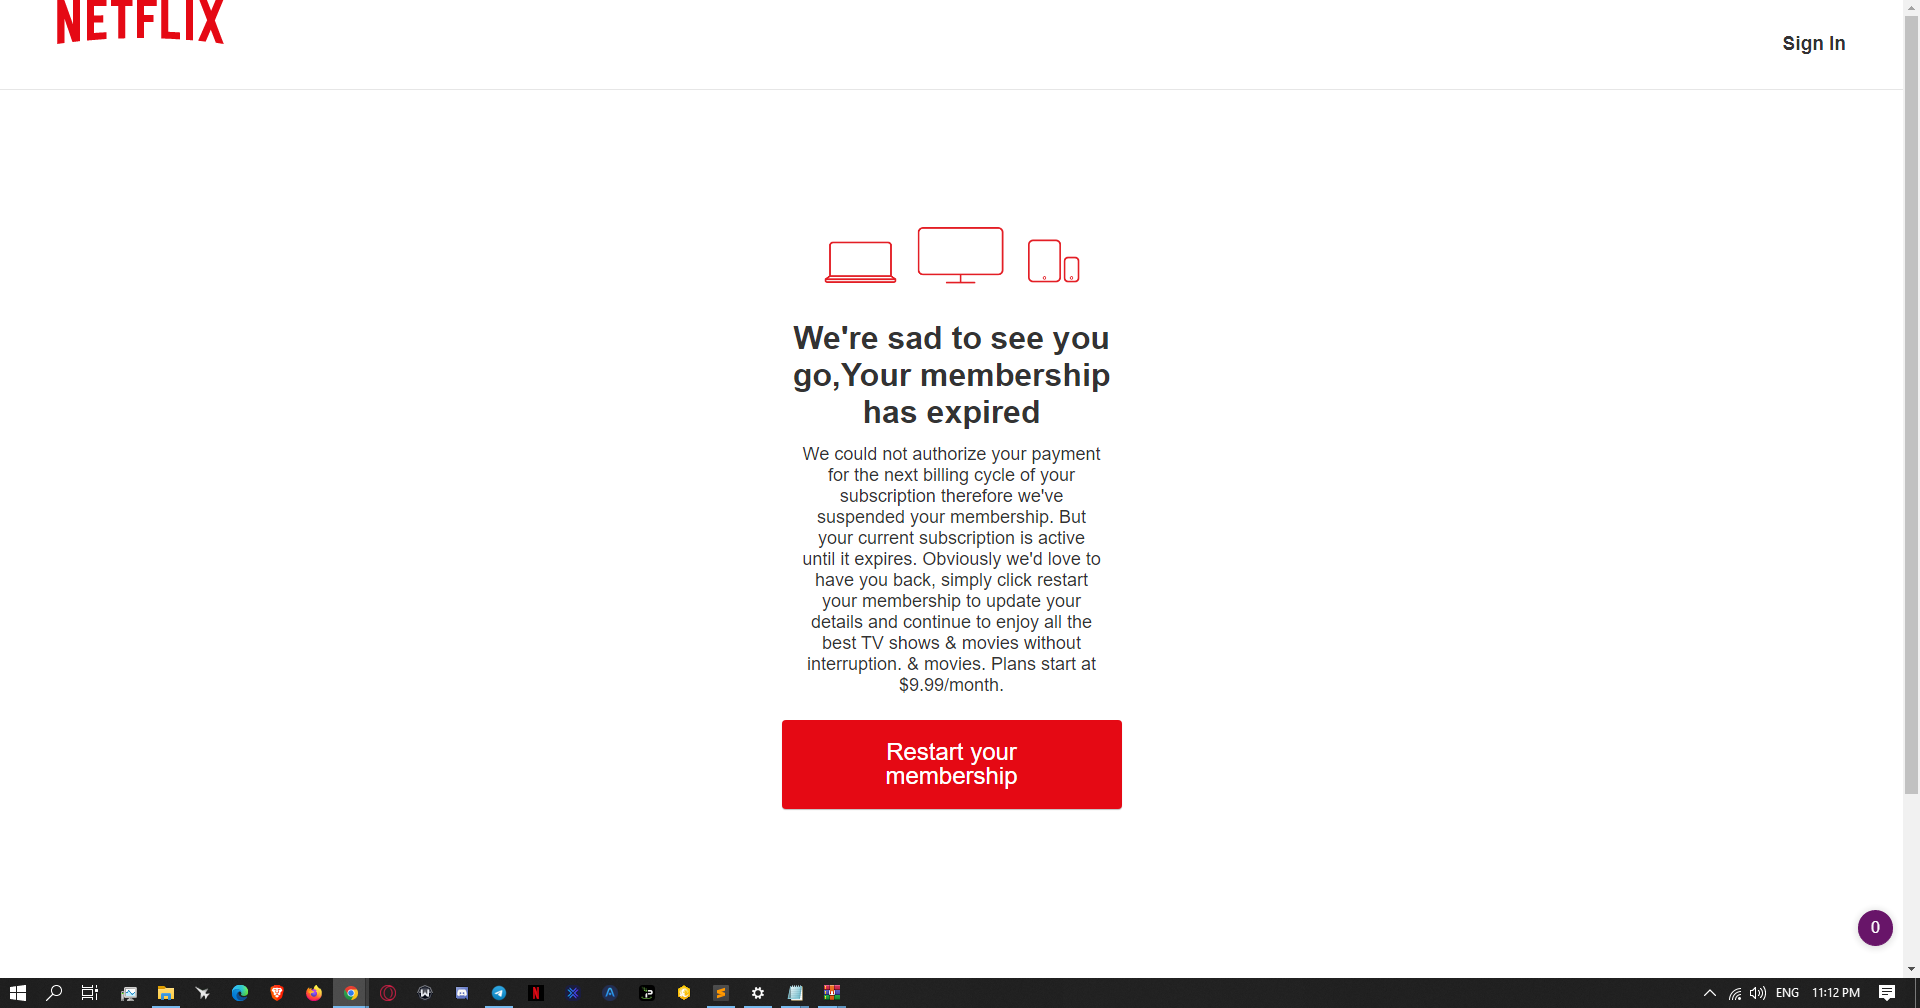 NETFLIX
Sign In
We're sad to see you
go,Your membership
has expired
We could not authorize your payment
for the next billing cycle of your
subscription therefore we've
suspended your membership. But
your current subscription is active
until it expires. Obviously we'd love to
have you back, simply click restart
your membership to update your
details and continue to enjoy all the
best TV shows & movies without
interruption. & movies. Plans start at
$9.99/month.
Restart your
membership
0
ENG
11:12 PM